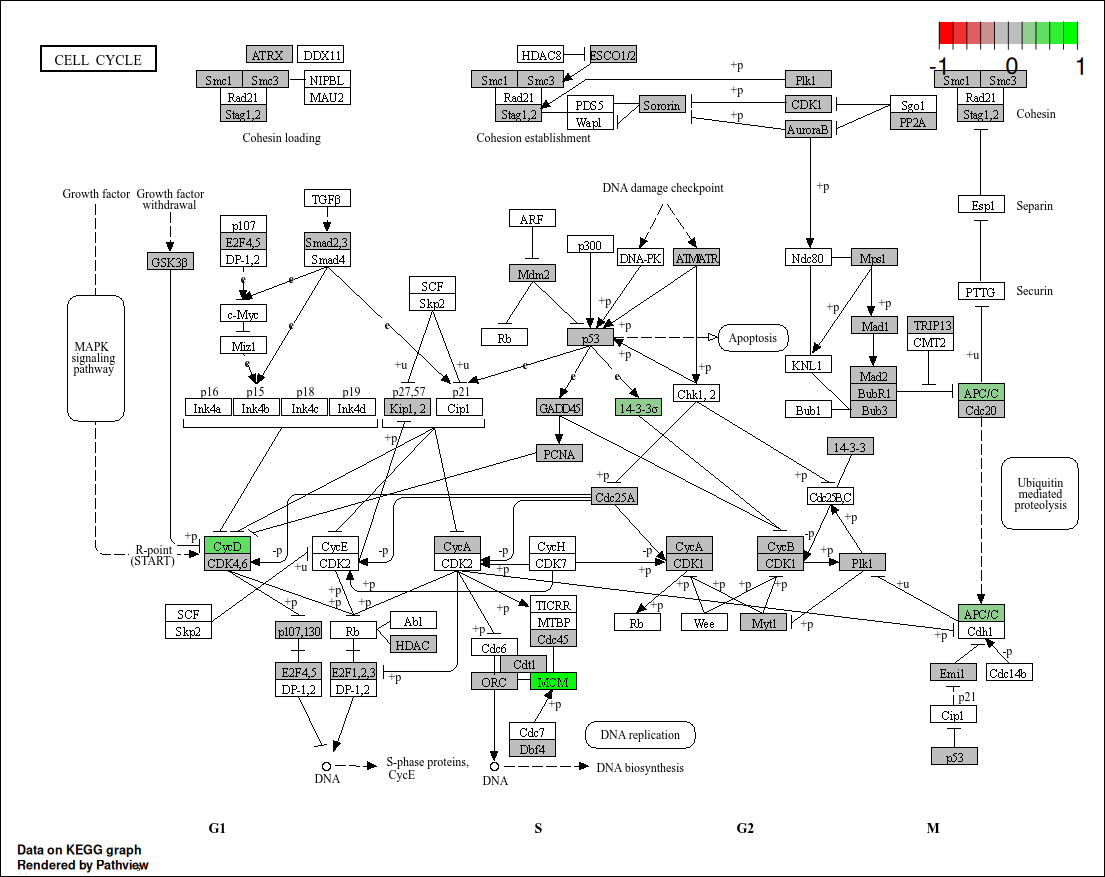 CELL CYCLE
ATRX
DDX11
Smc1
Smc3
NIPBL
Rad21
MAU2
Stag1,2
Cohesin loading
HDAC8
ESCO1/2
Smc1
Smc3
Rad21
Stag1,2
PDS5
Wapl
Sororin
Cohesion establishment
+p
Plk1
+p
CDK1
+p
AuroraB
Sgo1
PP2A
-1
0
1
Smc1
Smc3
Rad21
Stag1,2
Cohesin
Growth factor
Growth factor
withdrawal
GSK3β
p107
E2F4,5
DP-1,2
TGFβ
Smad2,3
Smad4
e
c-Myc
Miz1
e
e
e
SCF
Skp2
ARF
Mdm2
Rb
p300
DNA damage checkpoint
DNA-PK
ATMATR
+p
+p
p53
+p
+p
e
e
e
Apoptosis
+p
Esp1
Separin
Ndc80
Mps1
PTTG
Securin
+p
+p
Mad1
TRIP13
CMT2
+u
KNL1
Mad2
BubR1
Bub3
Bub1
APC/C
Cdc20
MAPK
signaling
pathway
p16
p15
p18
p19
Ink4a
Ink4b
Ink4c
Ink4d
+u
+u
p27,57
p21
Kip1, 2
Cip1
+p
GADD45
14-3-3σ
Chk1, 2
PCNA
14-3-3
+p
+p
Cdc25A
Cdc25B,C
Ubiquitin
mediated
proteolysis
R-point
(START)
+p
CycD
CDK4,6
-p
CycE
CDK2
+u
-p
CycA
CDK2
-p
+p
CycH
CDK7
-p
+p
CycA
CDK1
CycB
CDK1
-p
+p
+p
Plk1
+u
SCF
Skp2
+p
+p
+p
+p
p107,130
Rb
Abl
HDAC
E2F4,5
DP-1,2
E2F1,2,3
DP-1,2
+p
+p
+p
TICRR
MTBP
Cdc45
Cdc6
Cdt1
ORC
MCM
+p
Cdc7
Dbf4
+p
+p
+p
+p
Rb
Wee
Myt1
+p
+p
APC/C
Cdh1
-p
Emi1
Cdc14b
p21
Cip1
p53
DNA replication
DNA
S-phase proteins,
CycE
DNA
DNA biosynthesis
G1
S
G2
M
Data on KEGG graph
Rendered by Pathview